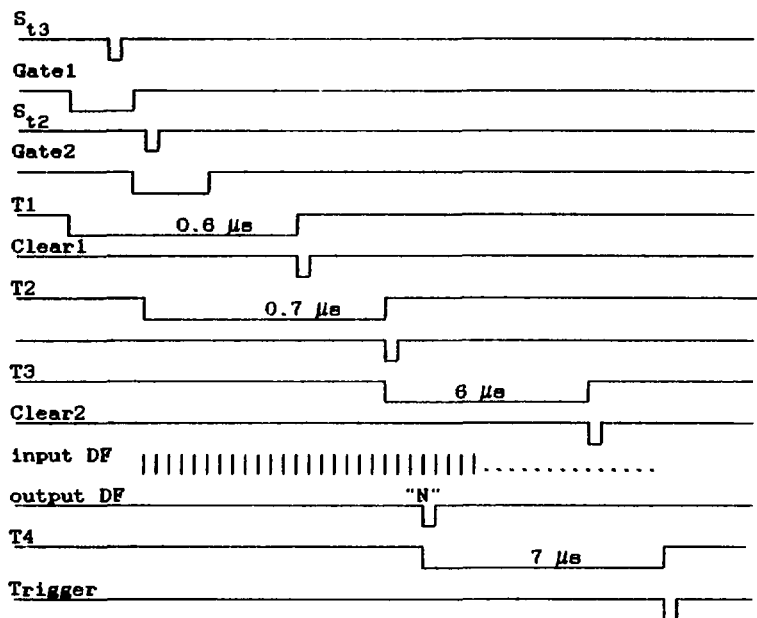 St3
Gate1
St2
Gate2
T1
0.6 μs
Clear1
T2
0.7 μs
T3
6 μs
Clear2
input DF
output DF "N"
T4
7 μs
Trigger